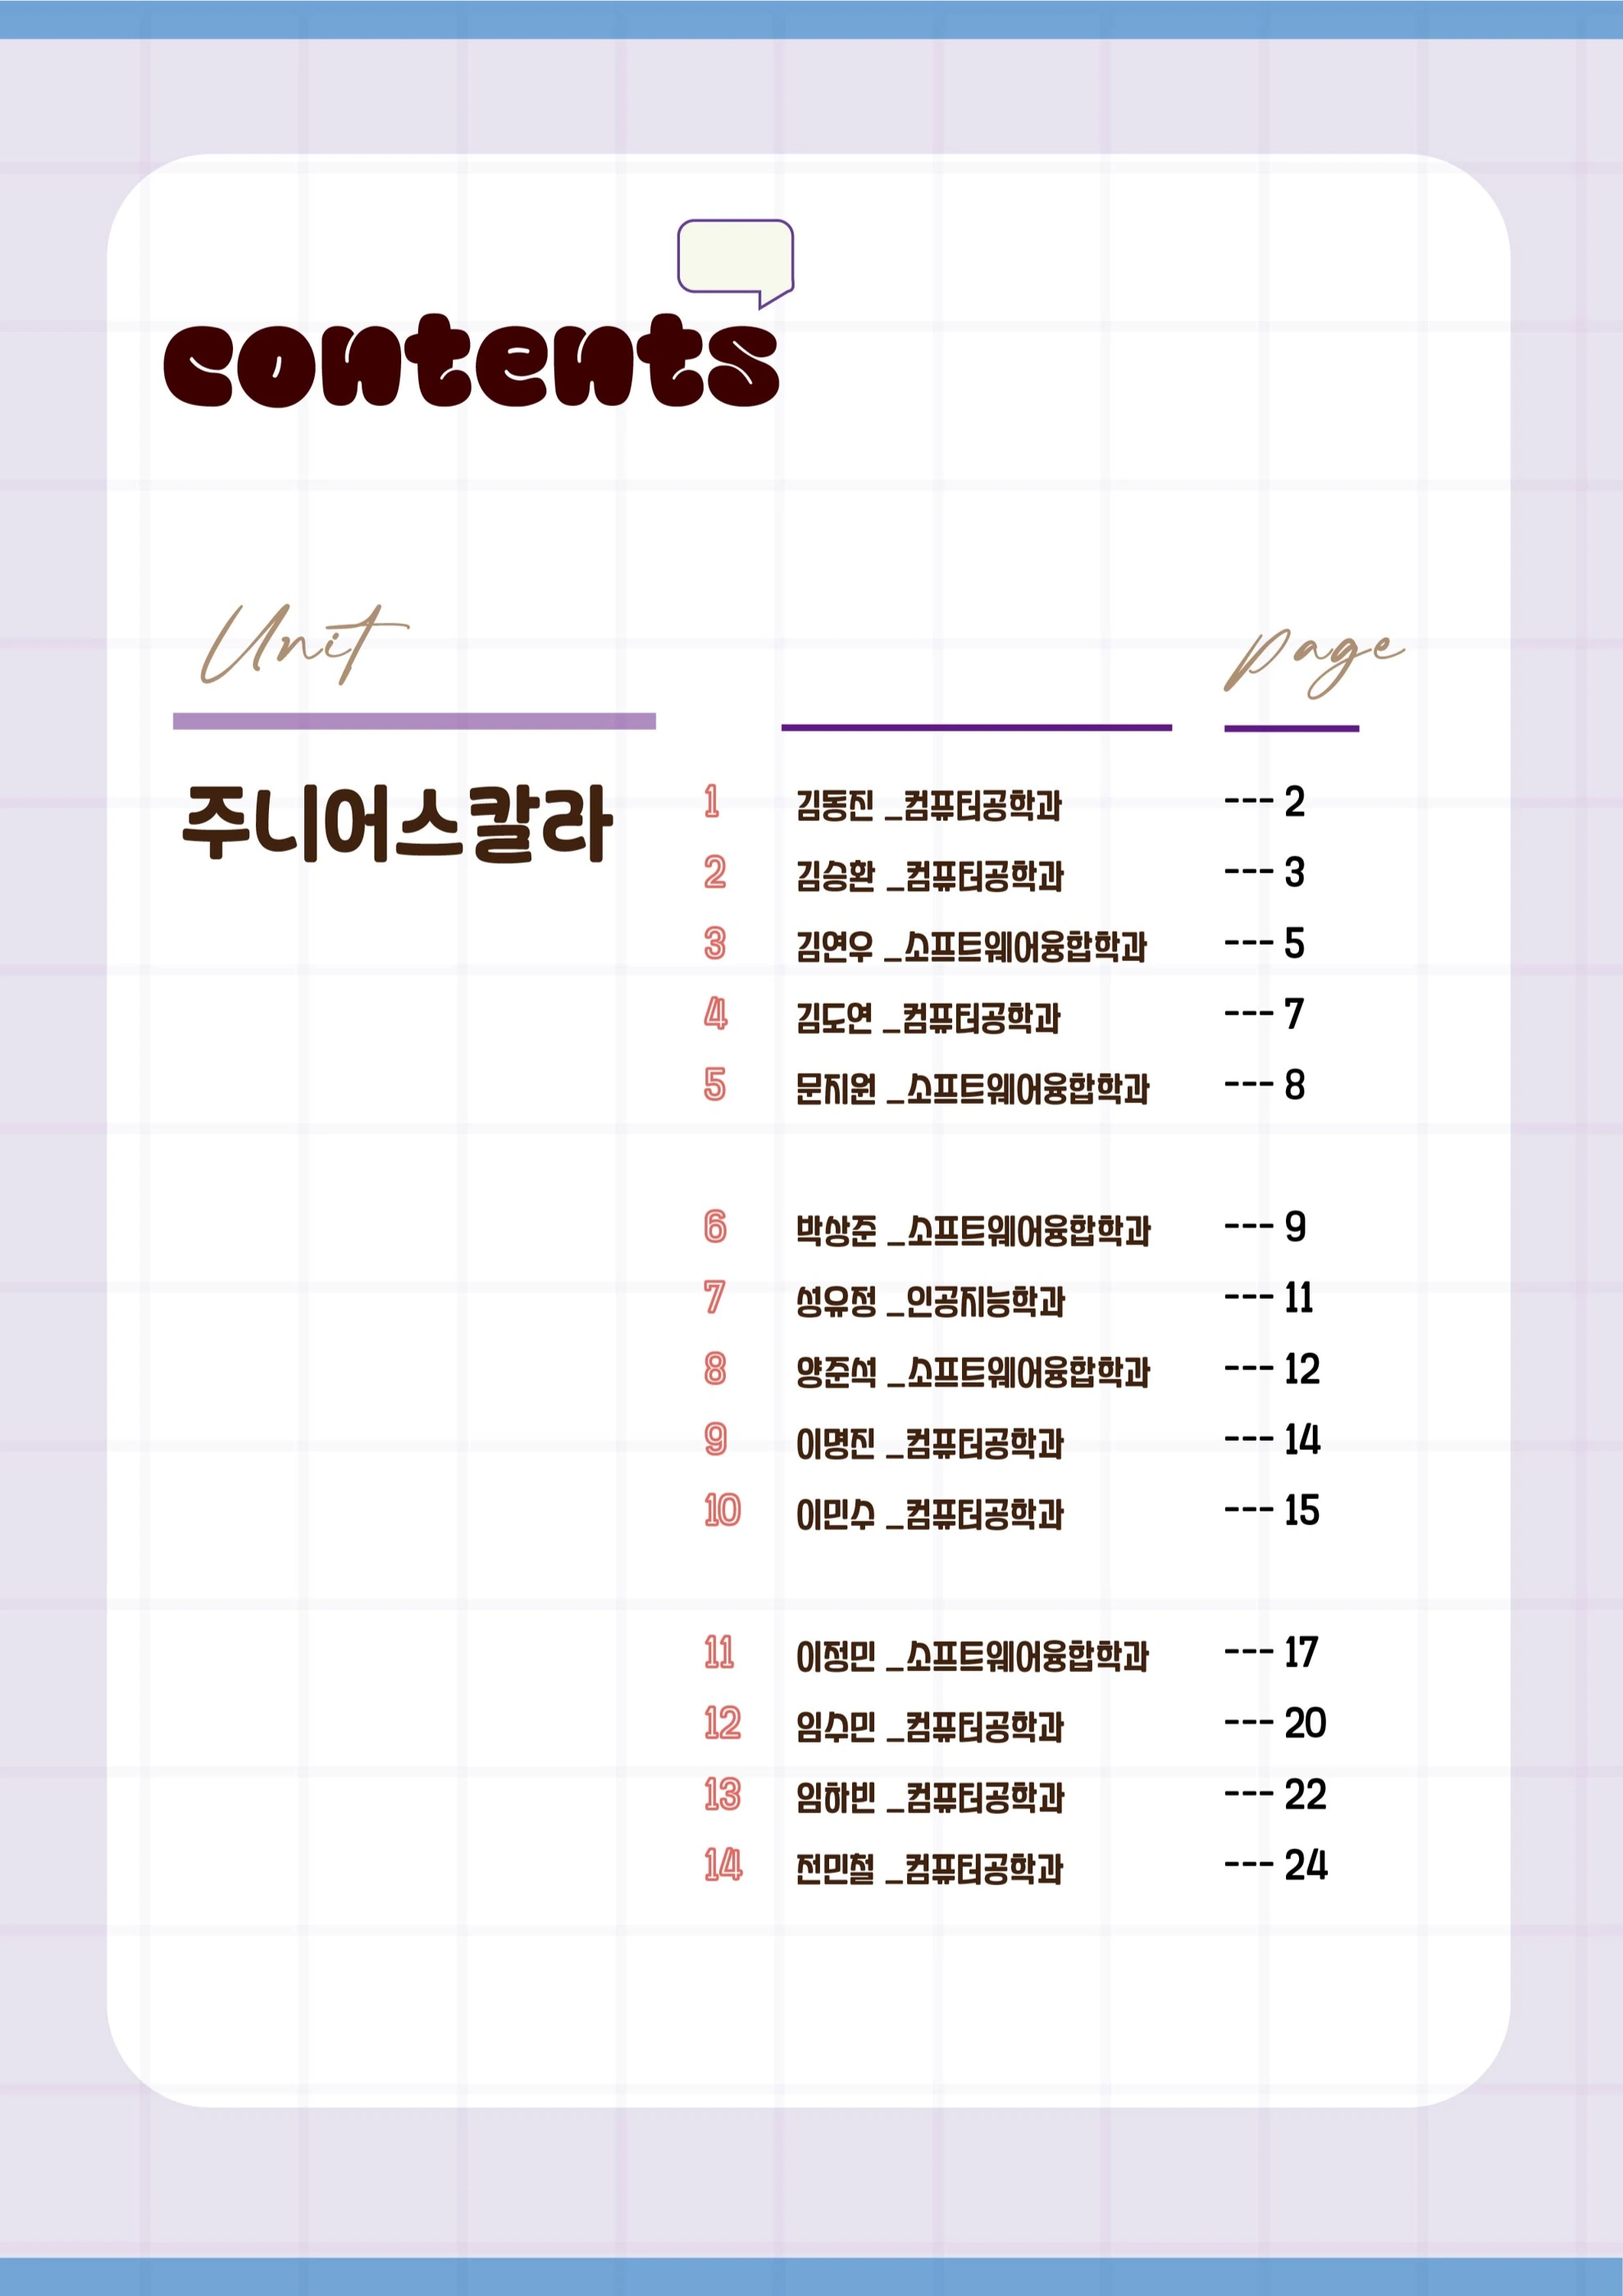 contents
Unit
page
주니어스칼라
1 김동진 _컴퓨터공학과 --- 2
2 김승환 _컴퓨터공학과 --- 3
3 김연우 _소프트웨어융합학과 --- 5
4 김도연 _컴퓨터공학과 --- 7
5 문지원 _소프트웨어융합학과 --- 8
6 박상준 _소프트웨어융합학과 --- 9
7 성유정 _인공지능학과 --- 11
8 양준석 _소프트웨어융합학과 --- 12
9 이명진 _컴퓨터공학과 --- 14
10 이민수 _컴퓨터공학과 --- 15
11 이정민 _소프트웨어융합학과 --- 17
12 임수민 _컴퓨터공학과 --- 20
13 임하빈 _컴퓨터공학과 --- 22
14 전민철 _컴퓨터공학과 --- 24